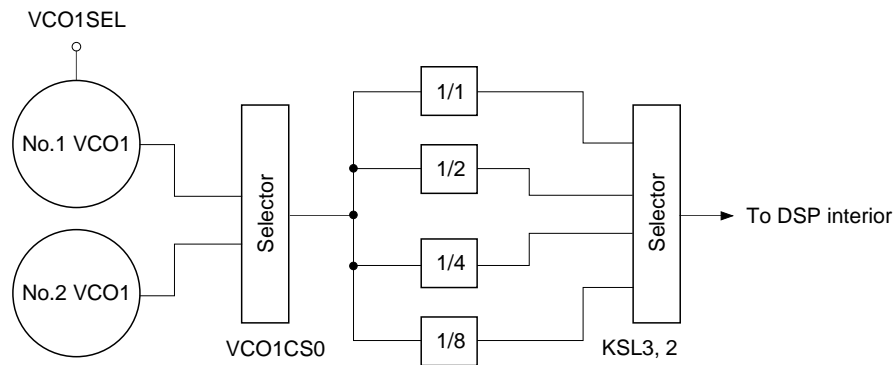 VCO1SEL
No.1 VCO1
No.2 VCO1
Selector
VCO1CS0
1/1
1/2
1/4
1/8
Selector
KSL3, 2
To DSP interior